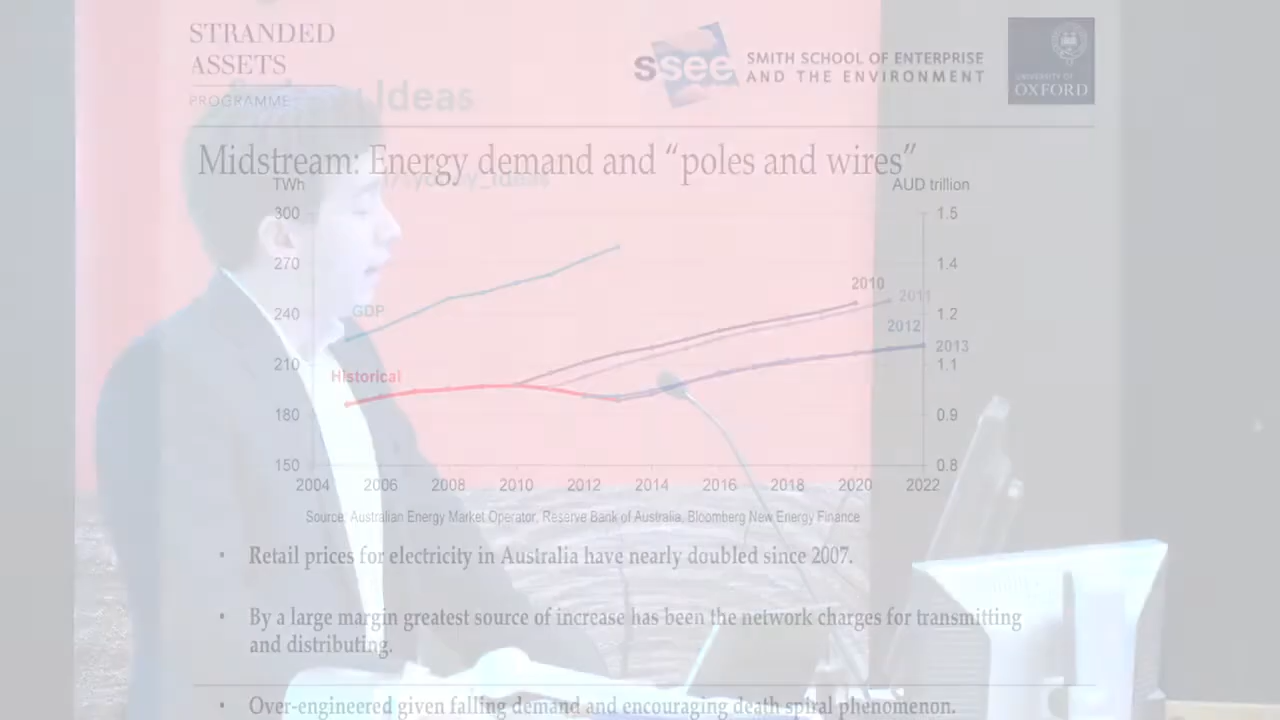 STRANDED
ASSETS
PROGRAMME
ssee
SMITH SCHOOL OF ENTERPRISE
AND THE ENVIRONMENT
UNIVERSITY OF
OXFORD
Ideas
Midstream: Energy demand and “poles and wires”
/sydney_ideas
TWh
AUD trillion
300
270
240
210
180
150
1.5
1.4
1.2
1.1
0.9
0.8
GDP
Historical
2010
2011
2012
2013
2004 2006 2008 2010 2012 2014 2016 2018 2020 2022
Source: Australian Energy Market Operator, Reserve Bank of Australia, Bloomberg New Energy Finance
• Retail prices for electricity in Australia have nearly doubled since 2007.
• By a large margin greatest source of increase has been the network charges for transmitting
and distributing.
• Over-engineered given falling demand and encouraging death spiral phenomenon.